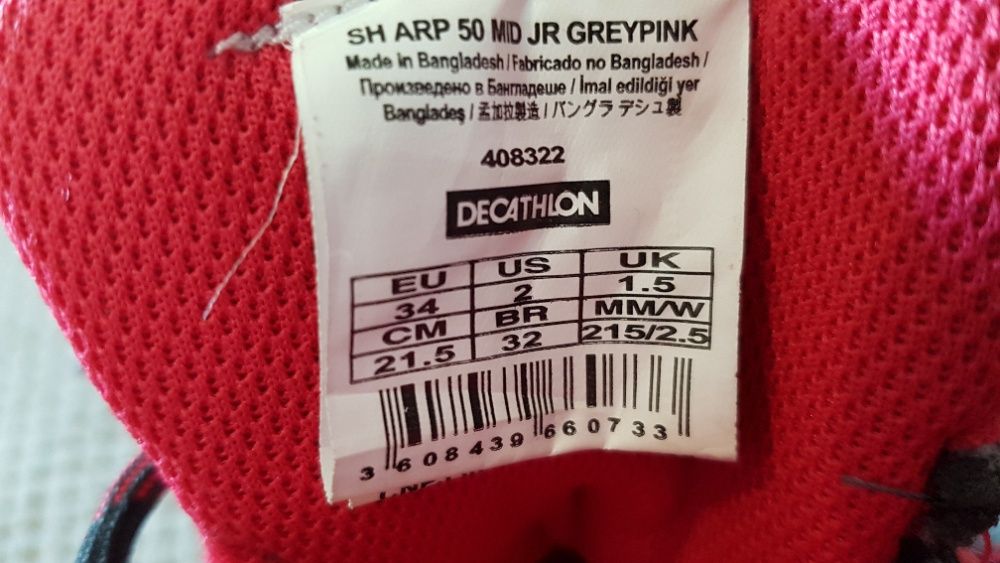 SH ARP 50 MID JR GREYPINK
Made in Bangladesh / Fabricado no Bangladesh /
Произведено в Бангладеше / İmal edildiği yer
Bangladeş / 孟加拉製造 / バングラ デシュ製
408322
DECATHLON
EU US UK
34 2 1.5
CM BR MM/W
21.5 32 215/2.5
3 608439 660733